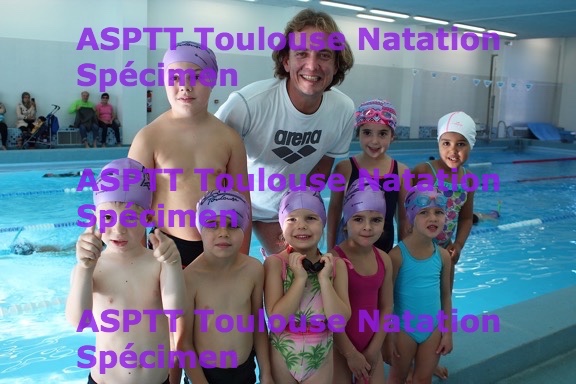 ASPTT Toulouse Natation
Spécimen
arena
ASPTT Toulouse Natation
Spécimen
ASPTT Toulouse Natation
Spécimen